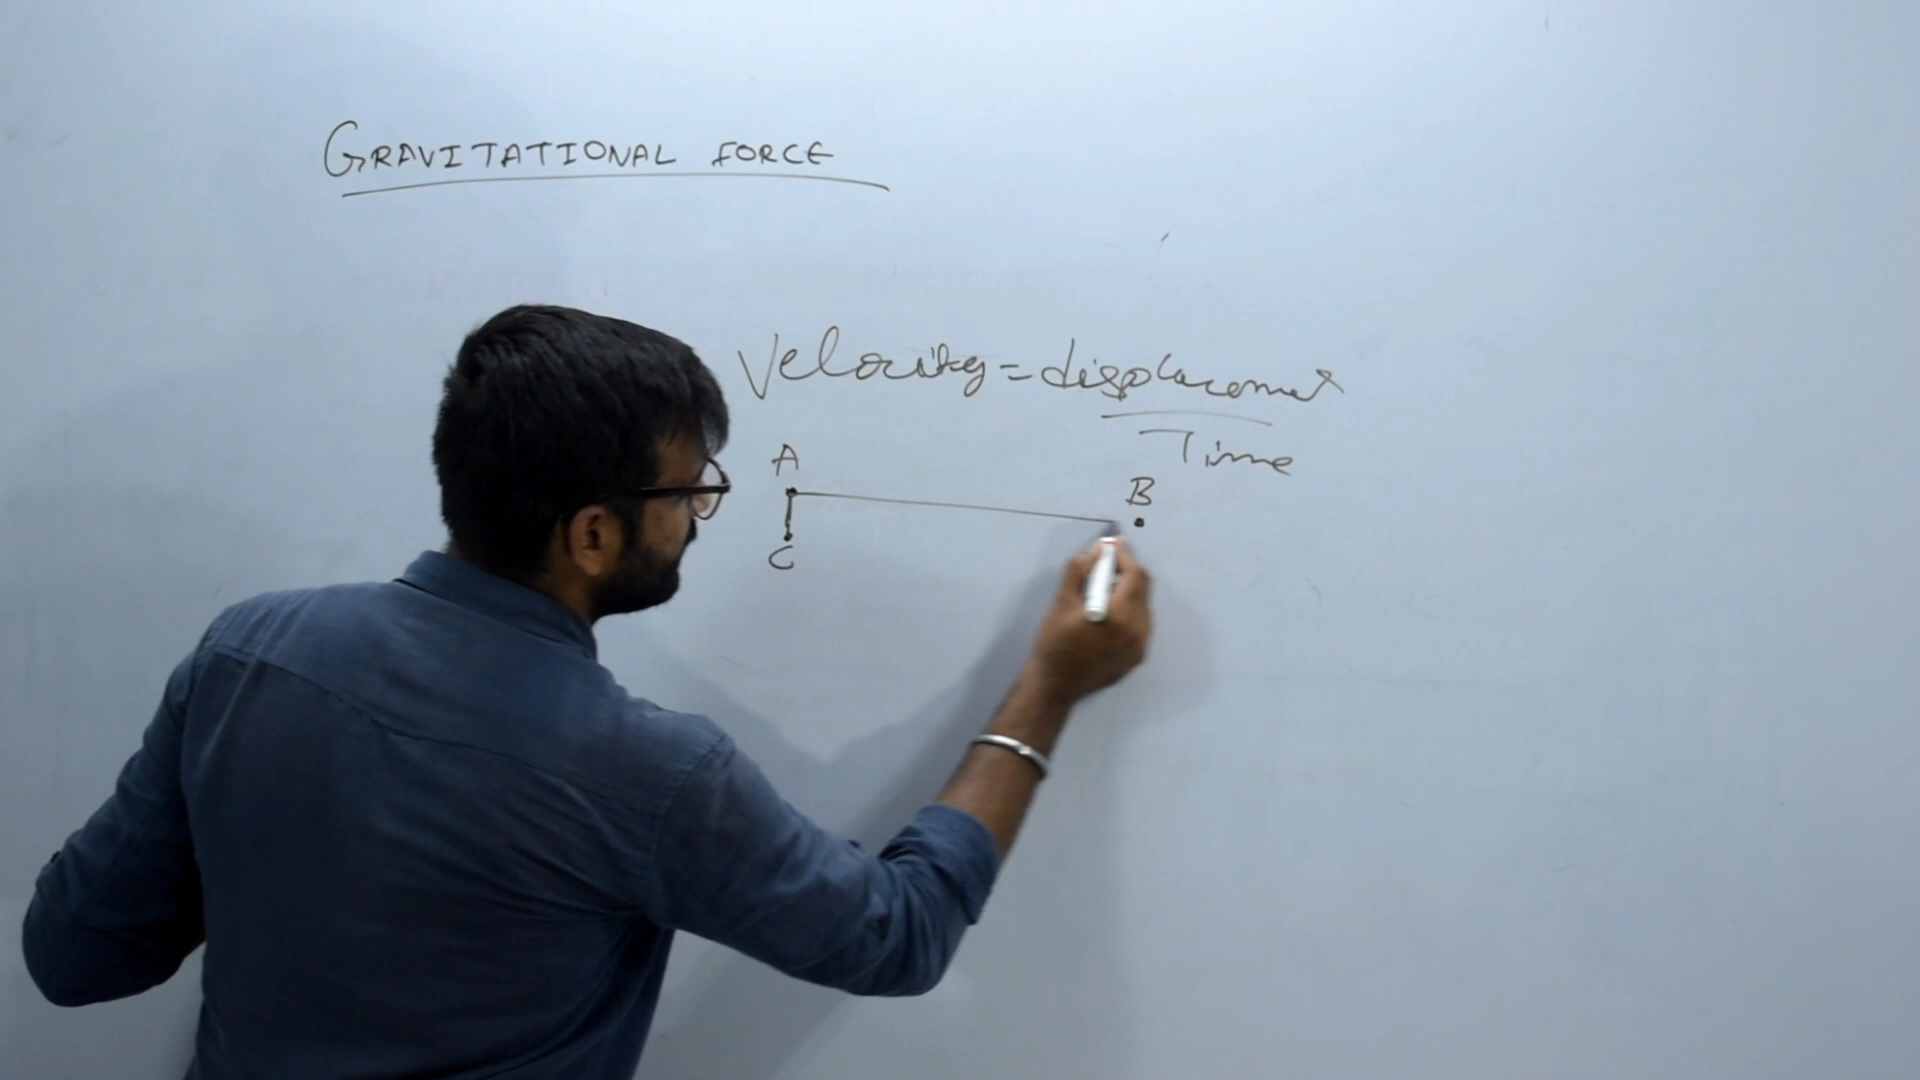 GRAVITATIONAL FORCE
Velocity = displacement
Time
A
B
C